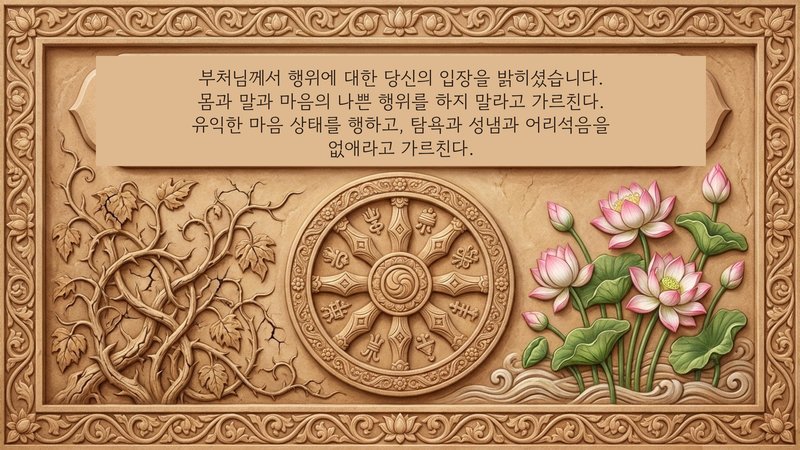 부처님께서 행위에 대한 당신의 입장을 밝히셨습니다.
몸과 말과 마음의 나쁜 행위를 하지 말라고 가르친다.
유익한 마음 상태를 행하고, 탐욕과 성냄과 어리석음을
없애라고 가르친다.